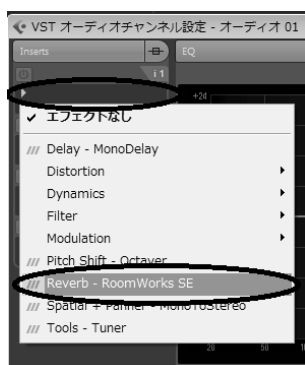 VST オーディオチャンネル設定 - オーディオ 01
Inserts EQ
i 1
+24
エフェクトなし
Delay - MonoDelay
Distortion
Dynamics
Filter
Modulation
Pitch Shift - Octaver
Reverb - RoomWorks SE
Spatial + Panner - MonoToStereo
Tools - Tuner
20 50